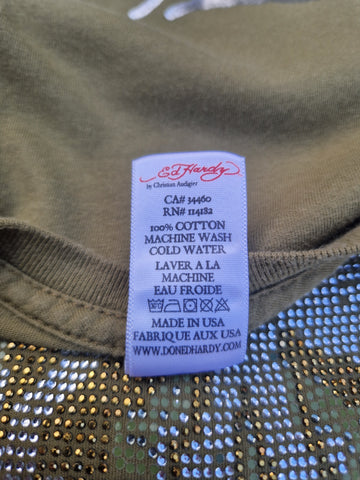 Ed Hardy
by Christian Audigier
CA# 34460
RN# 114182
100% COTTON
MACHINE WASH
COLD WATER
LAVER A LA
MACHINE
EAU FROIDE
MADE IN USA
FABRIQUE AUX USA
WWW.DONEDHARDY.COM